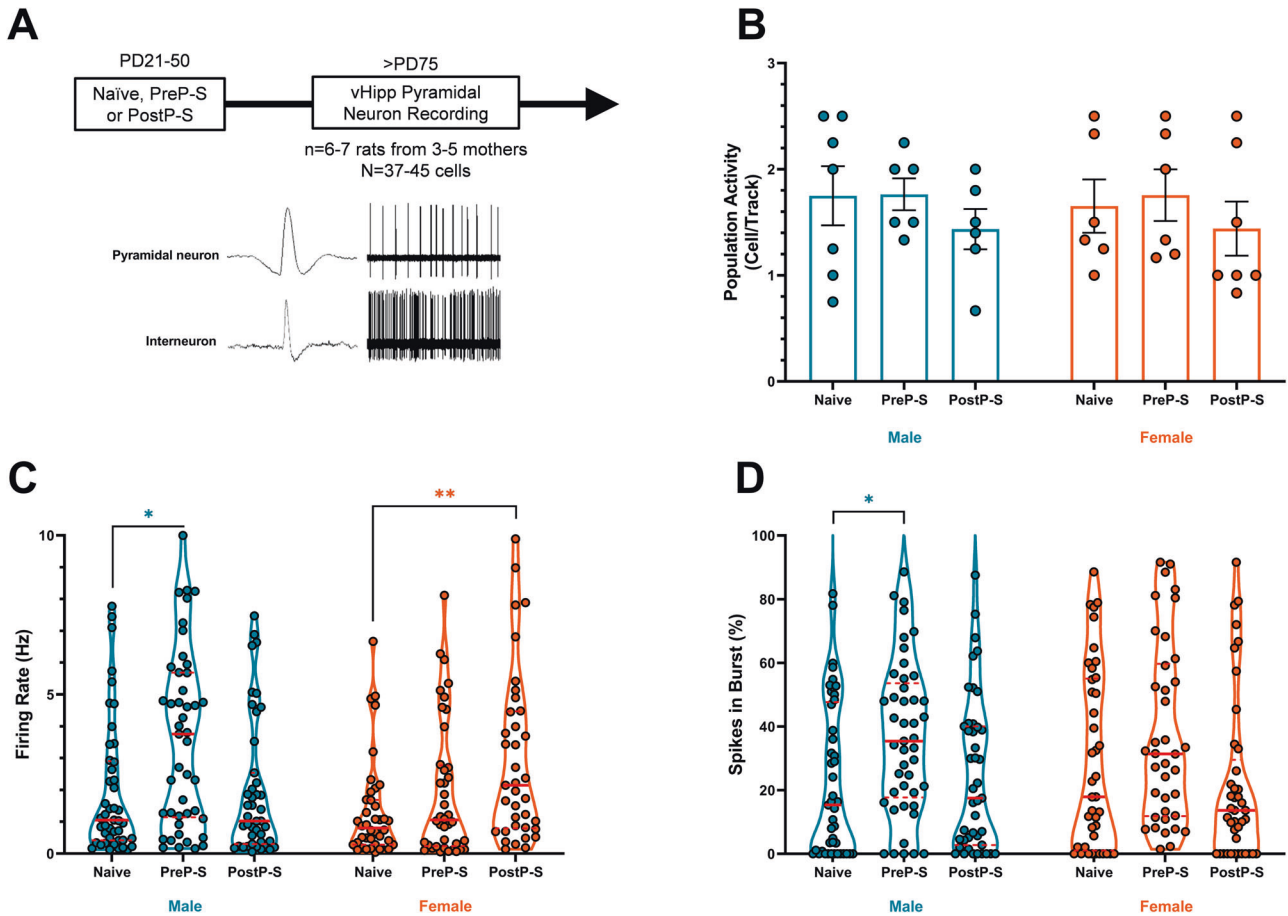 A
PD21-50
>PD75
Naïve, PreP-S
or PostP-S
vHipp Pyramidal
Neuron Recording
n=6-7 rats from 3-5 mothers
N=37-45 cells
Pyramidal neuron
Interneuron
B
Population Activity
(Cell/Track)
3
2
1
0
Naive
PreP-S
PostP-S
Naive
PreP-S
PostP-S
Male
Female
C
Firing Rate (Hz)
10
5
0
*
**
Naive
PreP-S
PostP-S
Naive
PreP-S
PostP-S
Male
Female
D
Spikes in Burst (%)
100
80
60
40
20
0
*
Naive
PreP-S
PostP-S
Naive
PreP-S
PostP-S
Male
Female